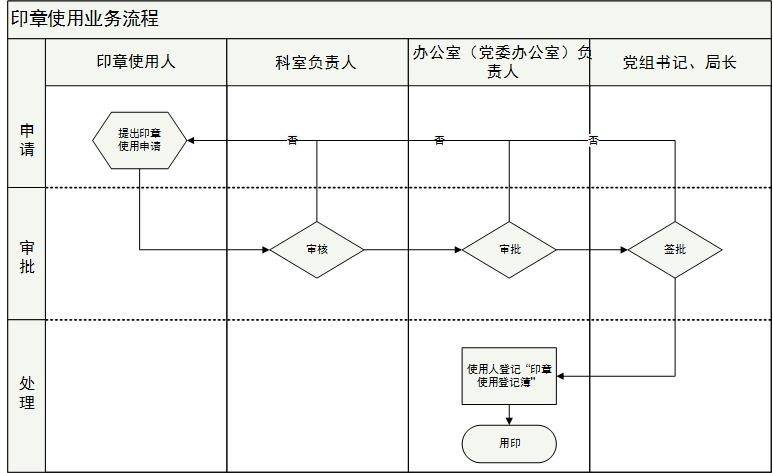 印章使用业务流程
印章使用人
科室负责人
办公室（党委办公室）负
责人
党组书记、局长
申
请
提出印章
使用申请
否
否
否
审
批
审核
审批
签批
处
理
使用人登记“印章
使用登记簿”
用印